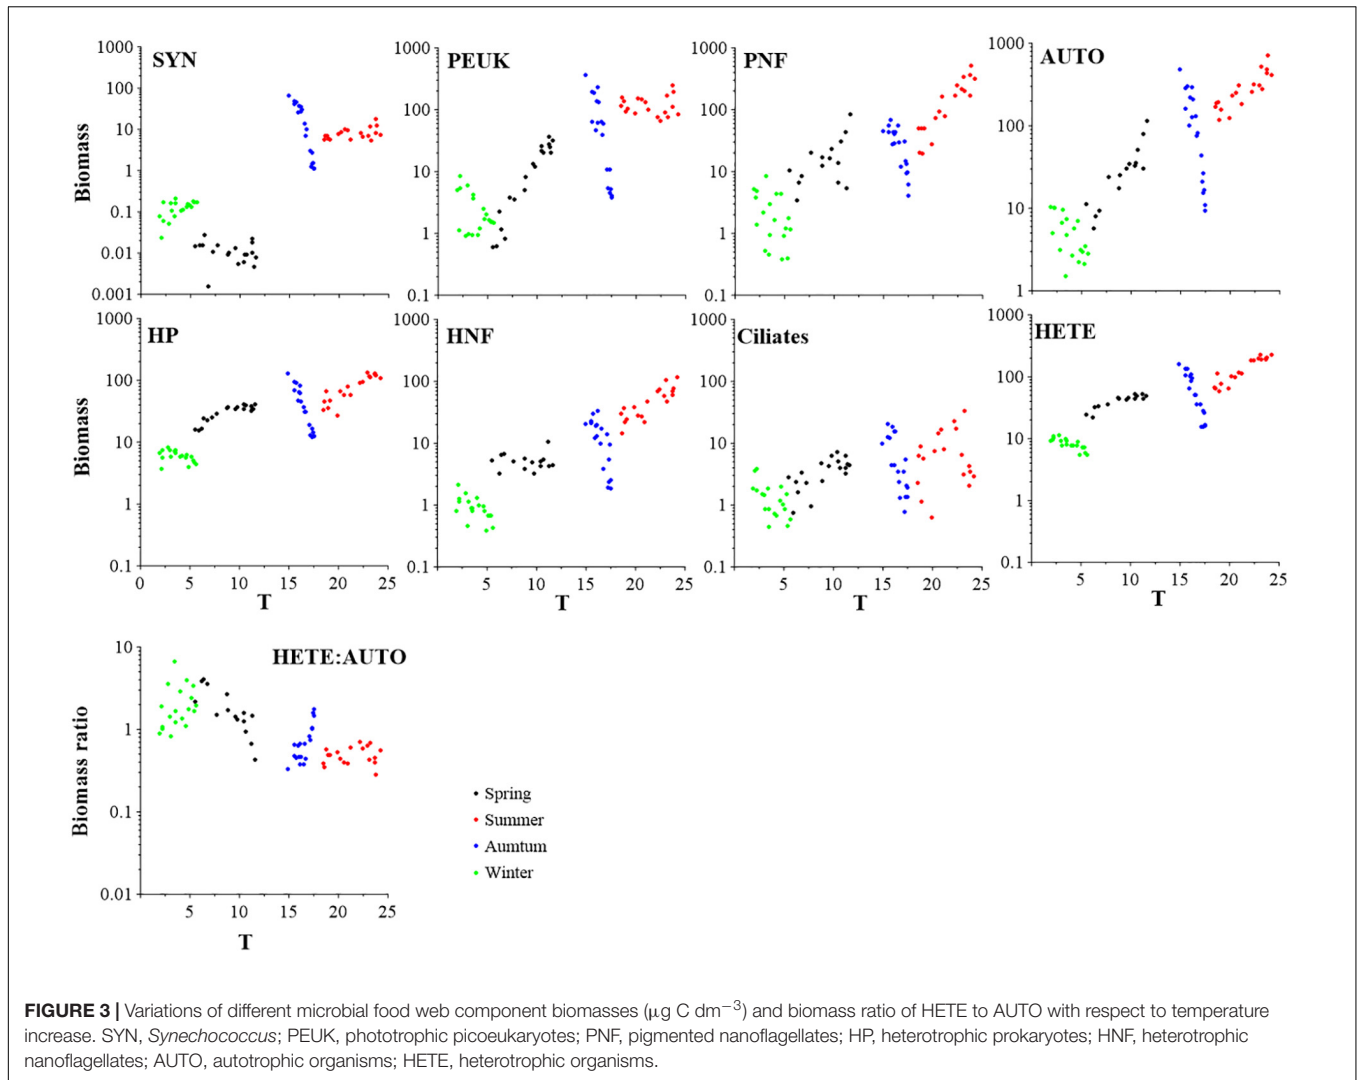 SYN
1000
100
10
1
0.1
0.01
0.001
Biomass
PEUK
1000
100
10
1
0.1
PNF
1000
100
10
1
0.1
AUTO
1000
100
10
1
HP
1000
100
10
1
0.1
Biomass
0 5 10 15 20 25
T
HNF
1000
100
10
1
0.1
5 10 15 20 25
T
Ciliates
1000
100
10
1
0.1
5 10 15 20 25
T
HETE
1000
100
10
1
0.1
5 10 15 20 25
T
HETE:AUTO
10
1
0.1
0.01
Biomass ratio
5 10 15 20 25
T
Spring
Summer
Aumtum
Winter
FIGURE 3 | Variations of different microbial food web component biomasses (μg C dm−3) and biomass ratio of HETE to AUTO with respect to temperature
increase. SYN, Synechococcus; PEUK, phototrophic picoeukaryotes; PNF, pigmented nanoflagellates; HP, heterotrophic prokaryotes; HNF, heterotrophic
nanoflagellates; AUTO, autotrophic organisms; HETE, heterotrophic organisms.